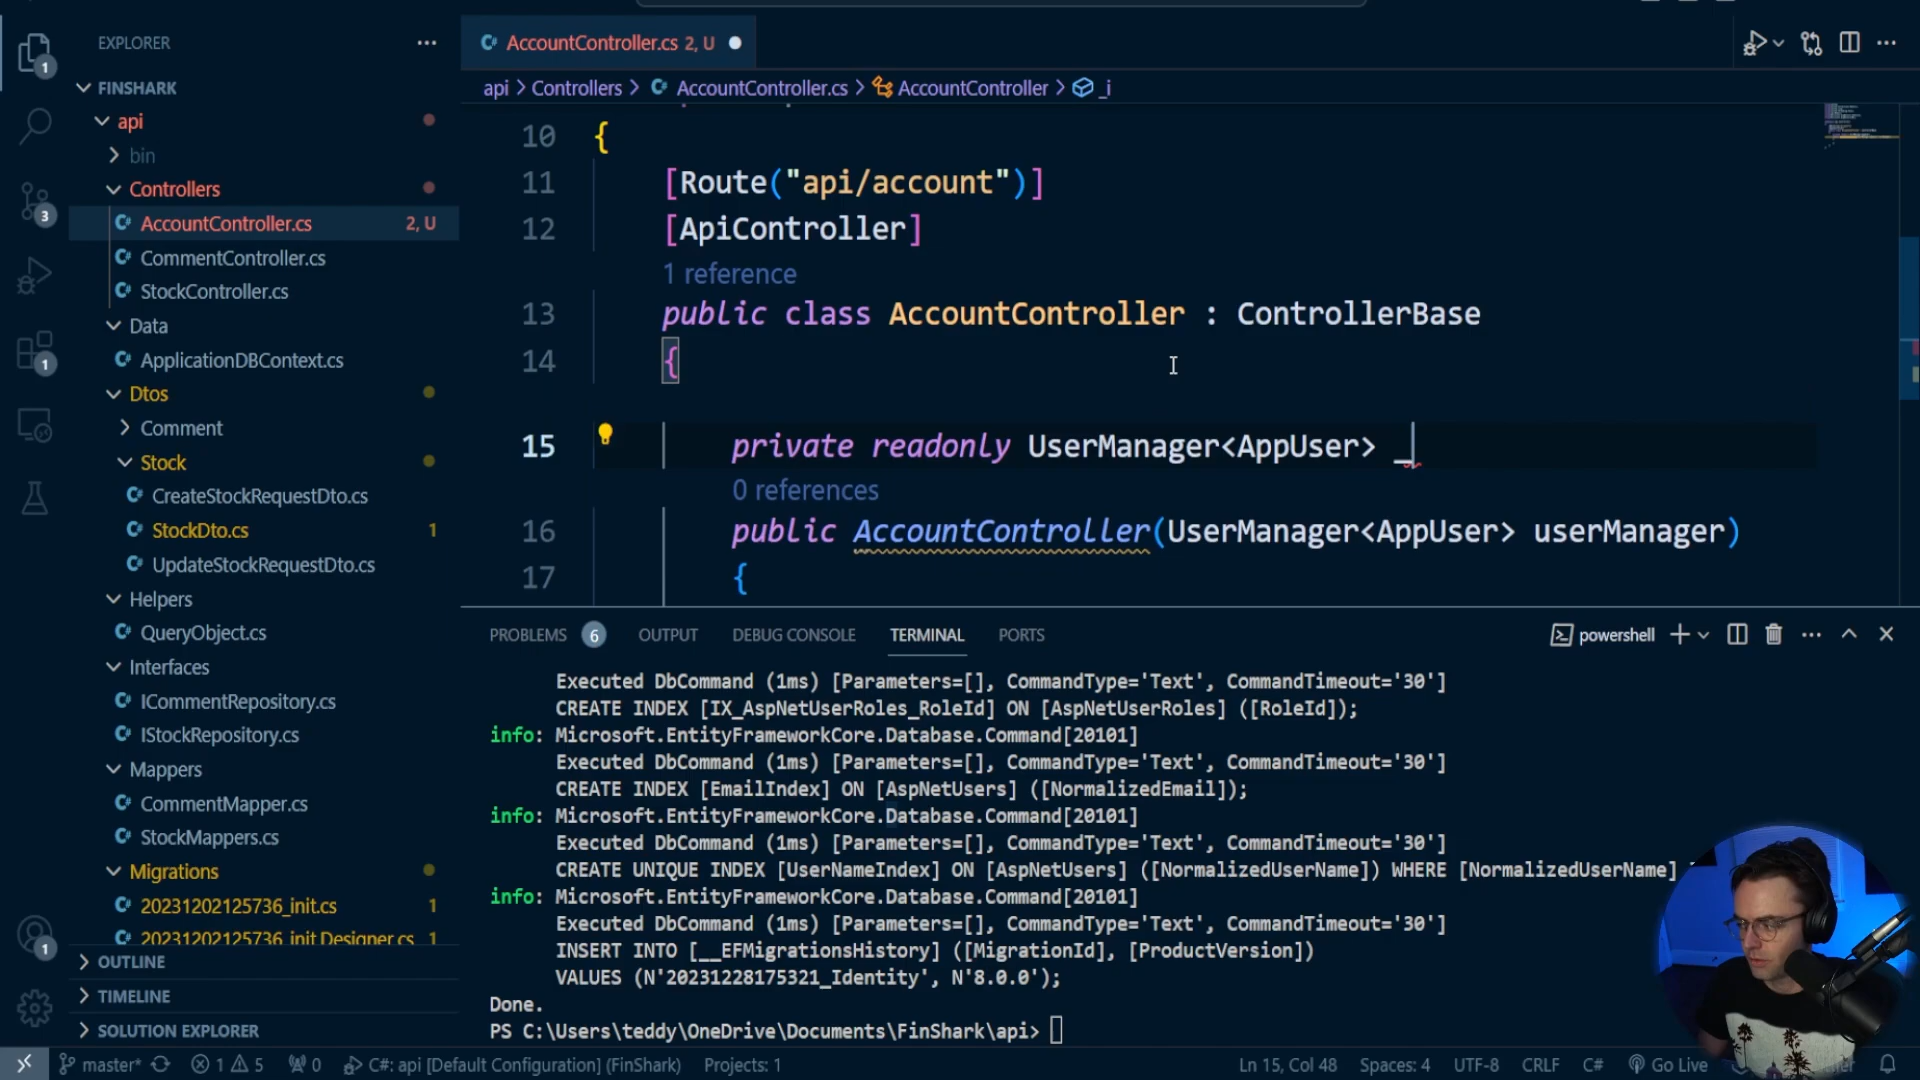 EXPLORER
FINSHARK
api
bin
Controllers
AccountController.cs 2, U
CommentController.cs
StockController.cs
Data
ApplicationDBContext.cs
Dtos
Comment
Stock
CreateStockRequestDto.cs
StockDto.cs 1
UpdateStockRequestDto.cs
Helpers
QueryObject.cs
Interfaces
ICommentRepository.cs
IStockRepository.cs
Mappers
CommentMapper.cs
StockMappers.cs
Migrations
20231202125736_init.cs 1
20231202125736_init.Designer.cs 1
OUTLINE
TIMELINE
SOLUTION EXPLORER
1
3
1
1
AccountController.cs 2, U
api > Controllers > AccountController.cs > AccountController > _i
10 {
11 [Route("api/account")]
12 [ApiController]
1 reference
13 public class AccountController : ControllerBase
14 {
15 private readonly UserManager<AppUser> _
0 references
16 public AccountController(UserManager<AppUser> userManager)
17 {
PROBLEMS 6 OUTPUT DEBUG CONSOLE TERMINAL PORTS
powershell
Executed DbCommand (1ms) [Parameters=[], CommandType='Text', CommandTimeout='30']
CREATE INDEX [IX_AspNetUserRoles_RoleId] ON [AspNetUserRoles] ([RoleId]);
info: Microsoft.EntityFrameworkCore.Database.Command[20101]
Executed DbCommand (1ms) [Parameters=[], CommandType='Text', CommandTimeout='30']
CREATE INDEX [EmailIndex] ON [AspNetUsers] ([NormalizedEmail]);
info: Microsoft.EntityFrameworkCore.Database.Command[20101]
Executed DbCommand (1ms) [Parameters=[], CommandType='Text', CommandTimeout='30']
CREATE UNIQUE INDEX [UserNameIndex] ON [AspNetUsers] ([NormalizedUserName]) WHERE [NormalizedUserName]
info: Microsoft.EntityFrameworkCore.Database.Command[20101]
Executed DbCommand (1ms) [Parameters=[], CommandType='Text', CommandTimeout='30']
INSERT INTO [__EFMigrationsHistory] ([MigrationId], [ProductVersion])
VALUES (N'20231228175321_Identity', N'8.0.0');
Done.
PS C:\Users\teddy\OneDrive\Documents\FinShark\api>
master* 1 5 0 C#: api [Default Configuration] (FinShark) Projects: 1 Ln 15, Col 48 Spaces: 4 UTF-8 CRLF C# Go Live